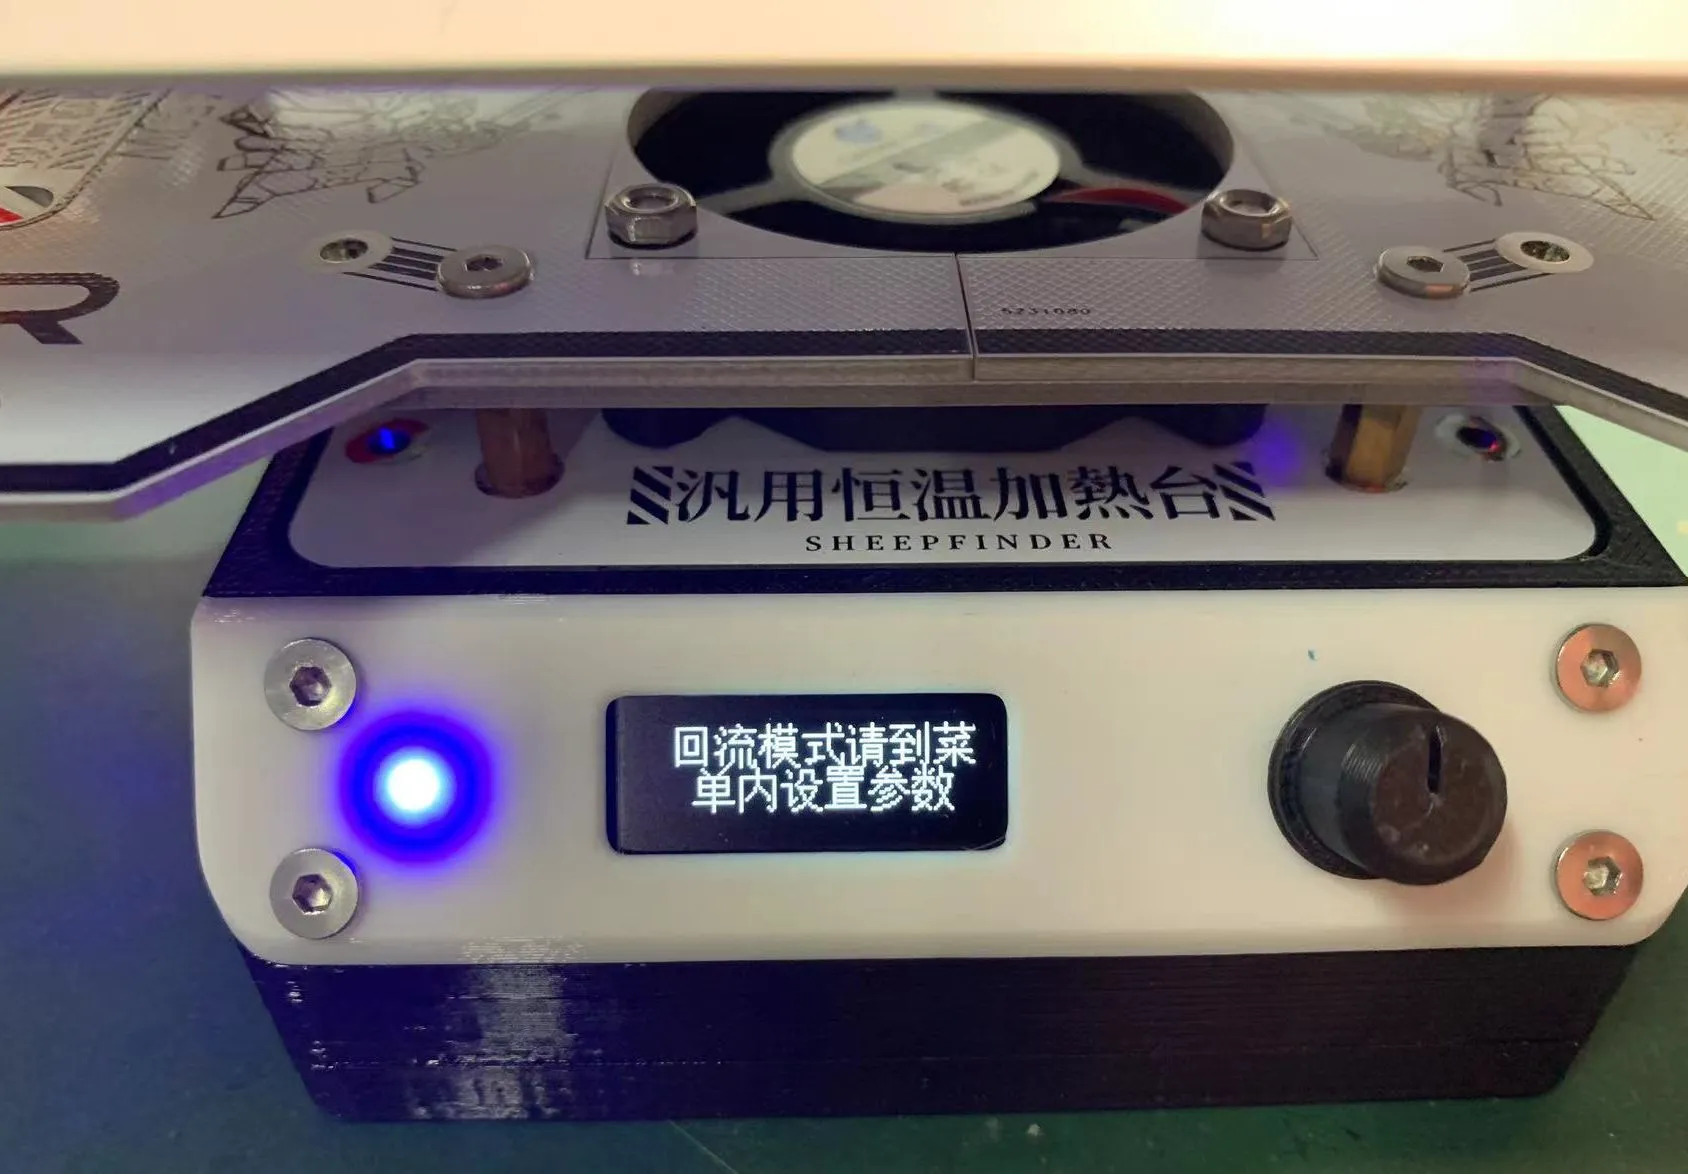 R
5231080
汎用恒温加熱台
SHEEPFINDER
回流模式请到菜
单内设置参数